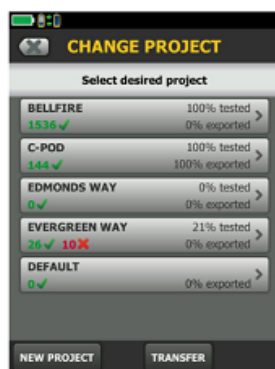 CHANGE PROJECT
Select desired project
BELLFIRE 100% tested
1536 ✓ 0% exported
C-POD 100% tested
144 ✓ 100% exported
EDMONDS WAY 0% tested
0 ✓ 0% exported
EVERGREEN WAY 21% tested
26 ✓ 10 ✗ 0% exported
DEFAULT
0 ✓ 0% exported
NEW PROJECT TRANSFER